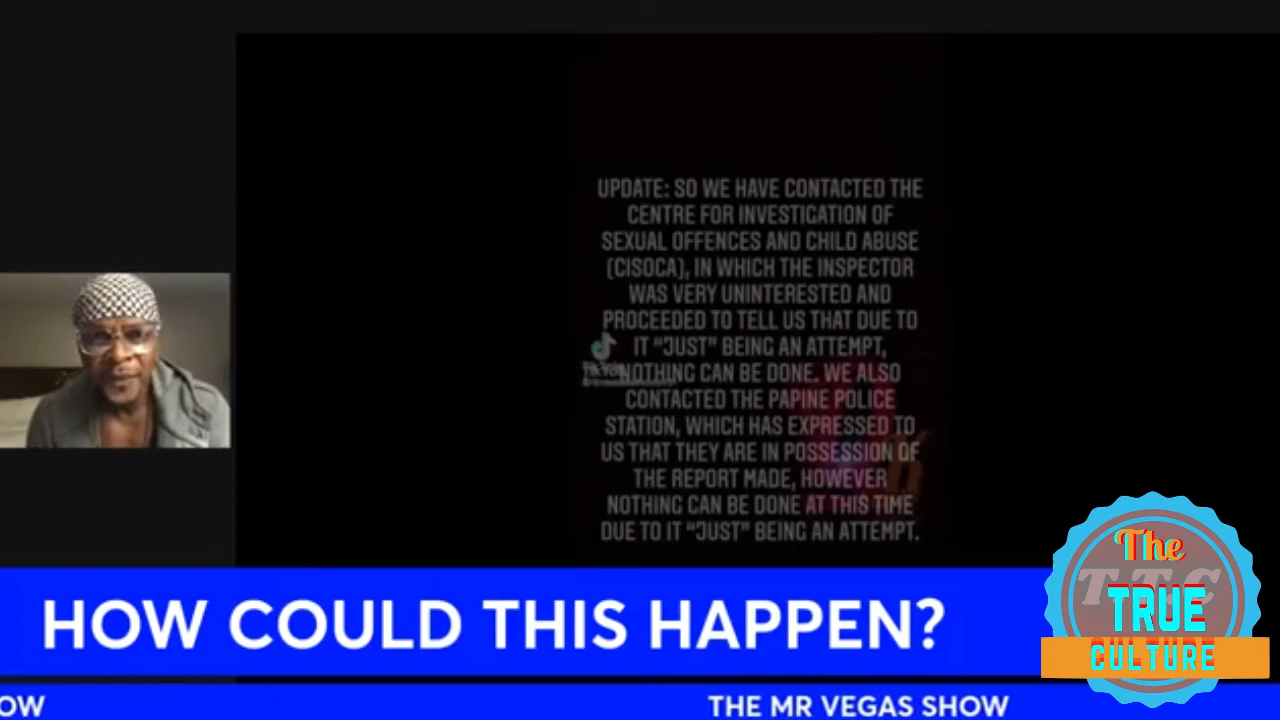 UPDATE: SO WE HAVE CONTACTED THE
CENTRE FOR INVESTIGATION OF
SEXUAL OFFENCES AND CHILD ABUSE
(CISOCA), IN WHICH THE INSPECTOR
WAS VERY UNINTERESTED AND
PROCEEDED TO TELL US THAT DUE TO
IT "JUST" BEING AN ATTEMPT,
NOTHING CAN BE DONE. WE ALSO
CONTACTED THE PAPINE POLICE
STATION, WHICH HAS EXPRESSED TO
US THAT THEY ARE IN POSSESSION OF
THE REPORT MADE, HOWEVER
NOTHING CAN BE DONE AT THIS TIME
DUE TO IT "JUST" BEING AN ATTEMPT.
TikTok
HOW COULD THIS HAPPEN?
OW
THE MR VEGAS SHOW
The
TTC
TRUE
CULTURE